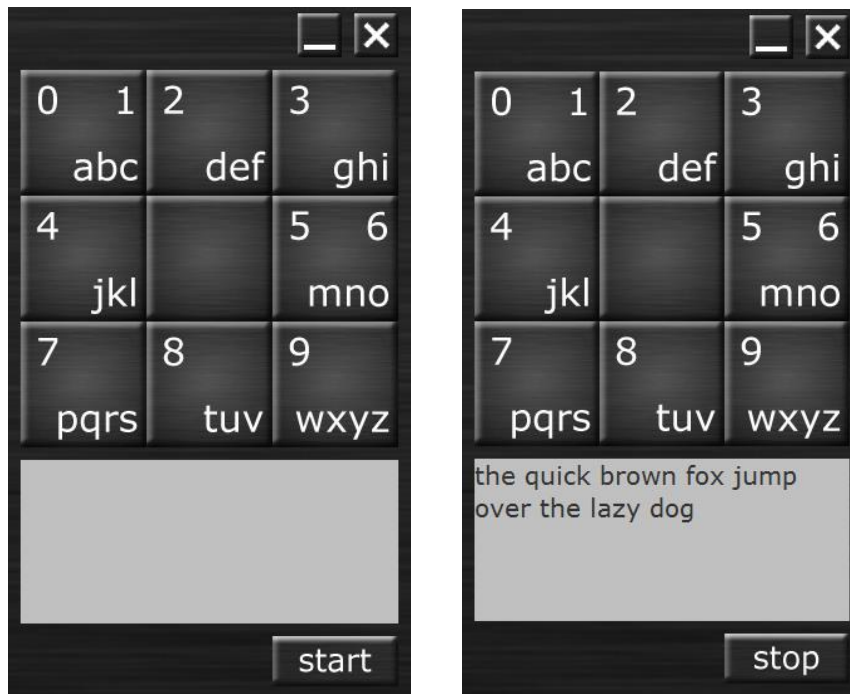 0 1 2 3
abc def ghi
4 5 6
jkl mno
7 8 9
pqrs tuv wxyz
start
0 1 2 3
abc def ghi
4 5 6
jkl mno
7 8 9
pqrs tuv wxyz
the quick brown fox jump
over the lazy dog
stop